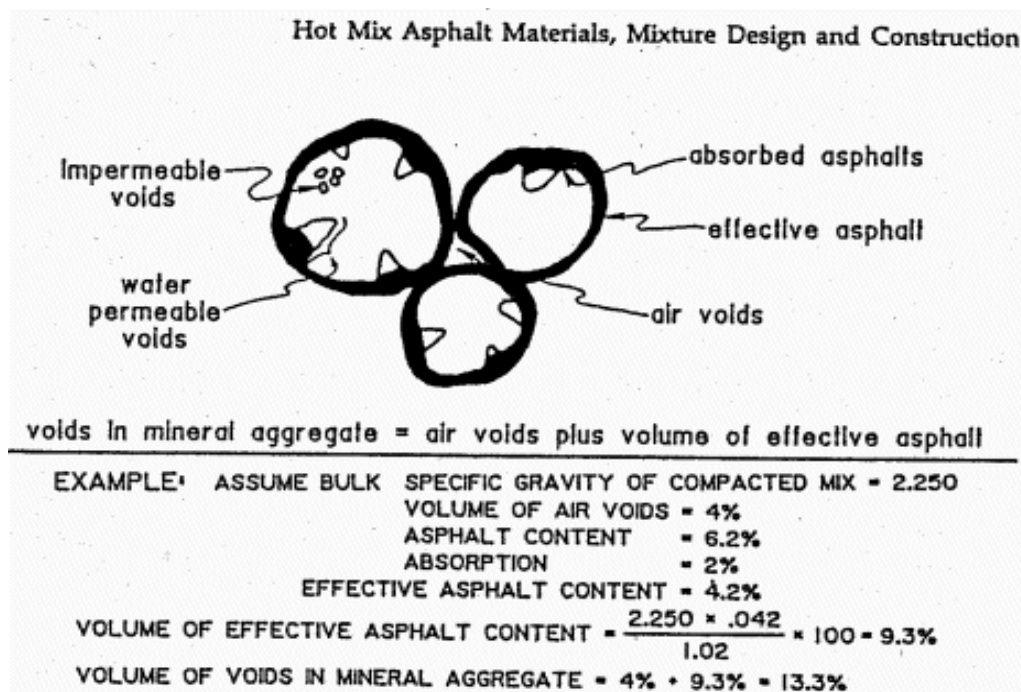 Hot Mix Asphalt Materials, Mixture Design and Construction
Impermeable
voids
water
permeable
voids
absorbed asphalts
effective asphalt
air voids
voids in mineral aggregate = air voids plus volume of effective asphalt
EXAMPLE: ASSUME BULK SPECIFIC GRAVITY OF COMPACTED MIX = 2.250
VOLUME OF AIR VOIDS = 4%
ASPHALT CONTENT = 6.2%
ABSORPTION = 2%
EFFECTIVE ASPHALT CONTENT = 4.2%
VOLUME OF EFFECTIVE ASPHALT CONTENT = 2.250 × .042 / 1.02 × 100 = 9.3%
VOLUME OF VOIDS IN MINERAL AGGREGATE = 4% + 9.3% = 13.3%